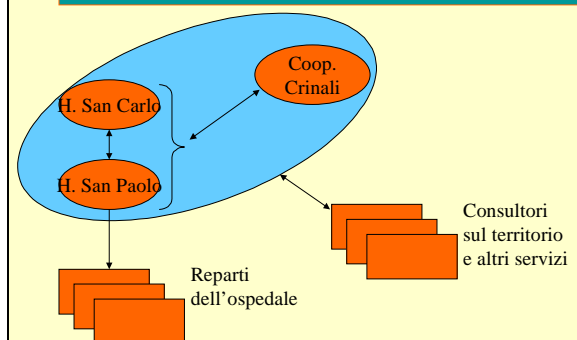 Coop.
Crinali
H. San Carlo
H. San Paolo
Consultori
sul territorio
e altri servizi
Reparti
dell'ospedale